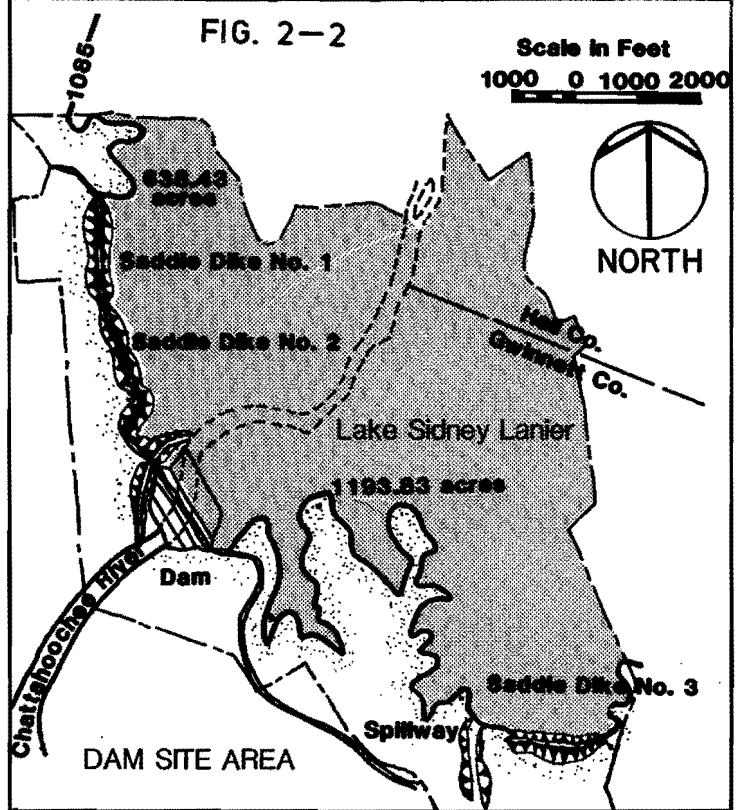 FIG. 2-2
Scale in Feet
1000 0 1000 2000
1085
NORTH
638.43
acres
Saddle Dike No. 1
Saddle Dike No. 2
Hall Co.
Gwinnett Co.
Lake Sidney Lanier
1193.83 acres
Dam
Chattahoochee River
Saddle Dike No. 3
Spillway
DAM SITE AREA